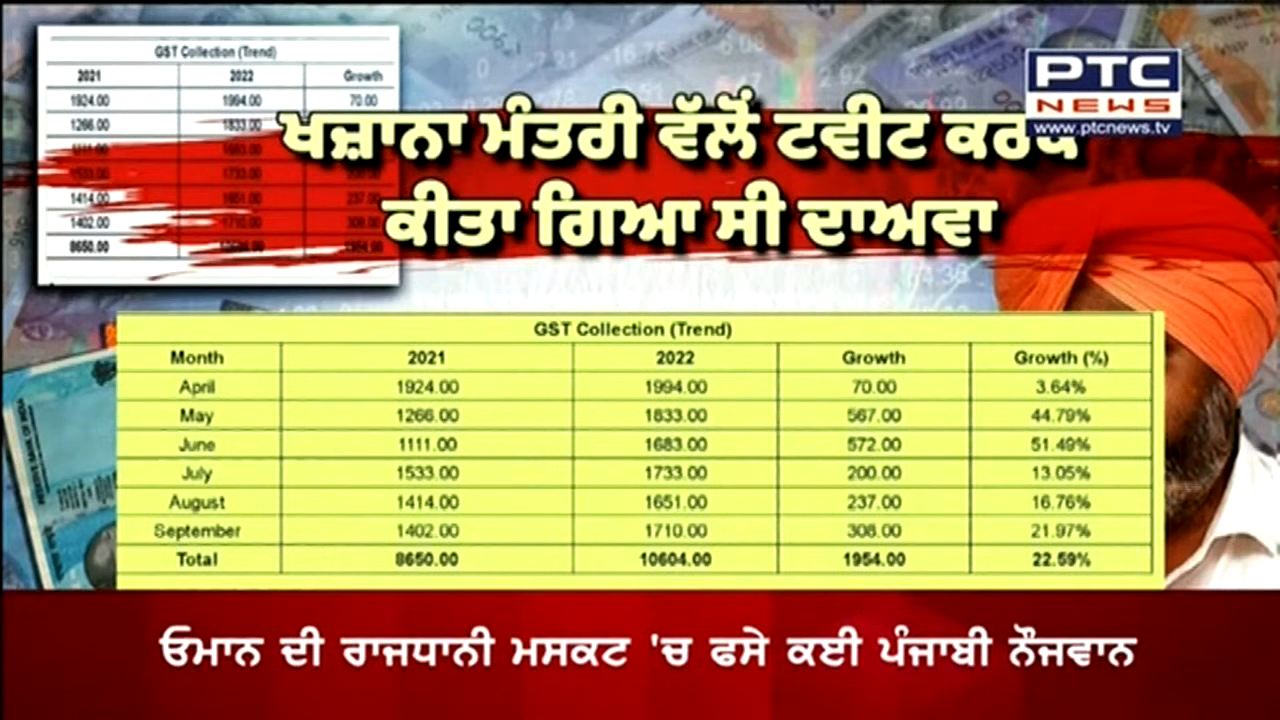 GST Collection (Trend)
2021 2022 Growth
1924.00 1994.00 70.00
1266.00 1833.00
1414.00 1651.00 237.00
1402.00 1710.00 308.00
8650.00
PTC
NEWS
www.ptcnews.tv
ਖਜ਼ਾਨਾ ਮੰਤਰੀ ਵੱਲੋਂ ਟਵੀਟ
ਕੀਤਾ ਗਿਆ ਸੀ ਦਾਅਵਾ
GST Collection (Trend)
Month 2021 2022 Growth Growth (%)
April 1924.00 1994.00 70.00 3.64%
May 1266.00 1833.00 567.00 44.79%
June 1111.00 1683.00 572.00 51.49%
July 1533.00 1733.00 200.00 13.05%
August 1414.00 1651.00 237.00 16.76%
September 1402.00 1710.00 308.00 21.97%
Total 8650.00 10604.00 1954.00 22.59%
ਓਮਾਨ ਦੀ ਰਾਜਧਾਨੀ ਮਸਕਟ 'ਚ ਫਸੇ ਕਈ ਪੰਜਾਬੀ ਨੌਜਵਾਨ